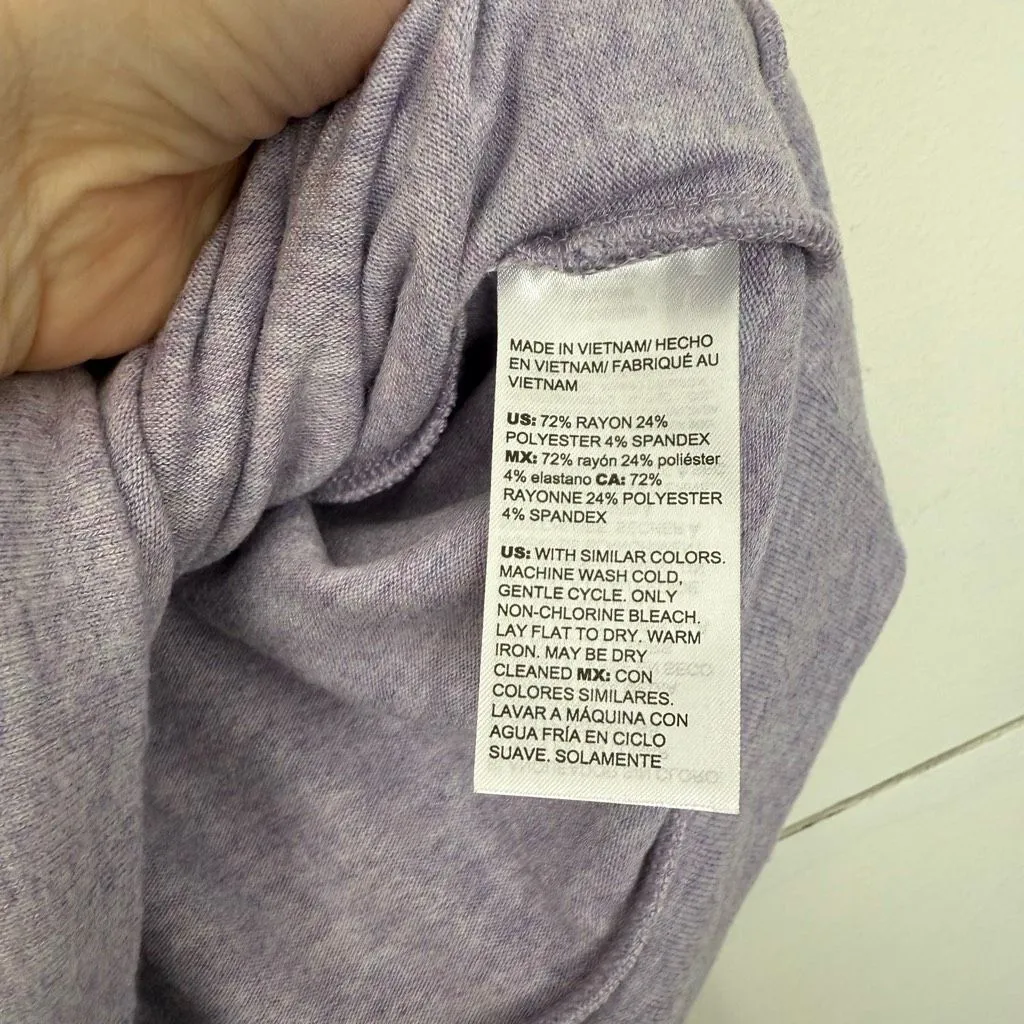 MADE IN VIETNAM/ HECHO
EN VIETNAM/ FABRIQUÉ AU
VIETNAM
US: 72% RAYON 24%
POLYESTER 4% SPANDEX
MX: 72% rayón 24% poliéster
4% elastano CA: 72%
RAYONNE 24% POLYESTER
4% SPANDEX
US: WITH SIMILAR COLORS.
MACHINE WASH COLD,
GENTLE CYCLE. ONLY
NON-CHLORINE BLEACH.
LAY FLAT TO DRY. WARM
IRON. MAY BE DRY
CLEANED MX: CON
COLORES SIMILARES.
LAVAR A MÁQUINA CON
AGUA FRÍA EN CICLO
SUAVE. SOLAMENTE